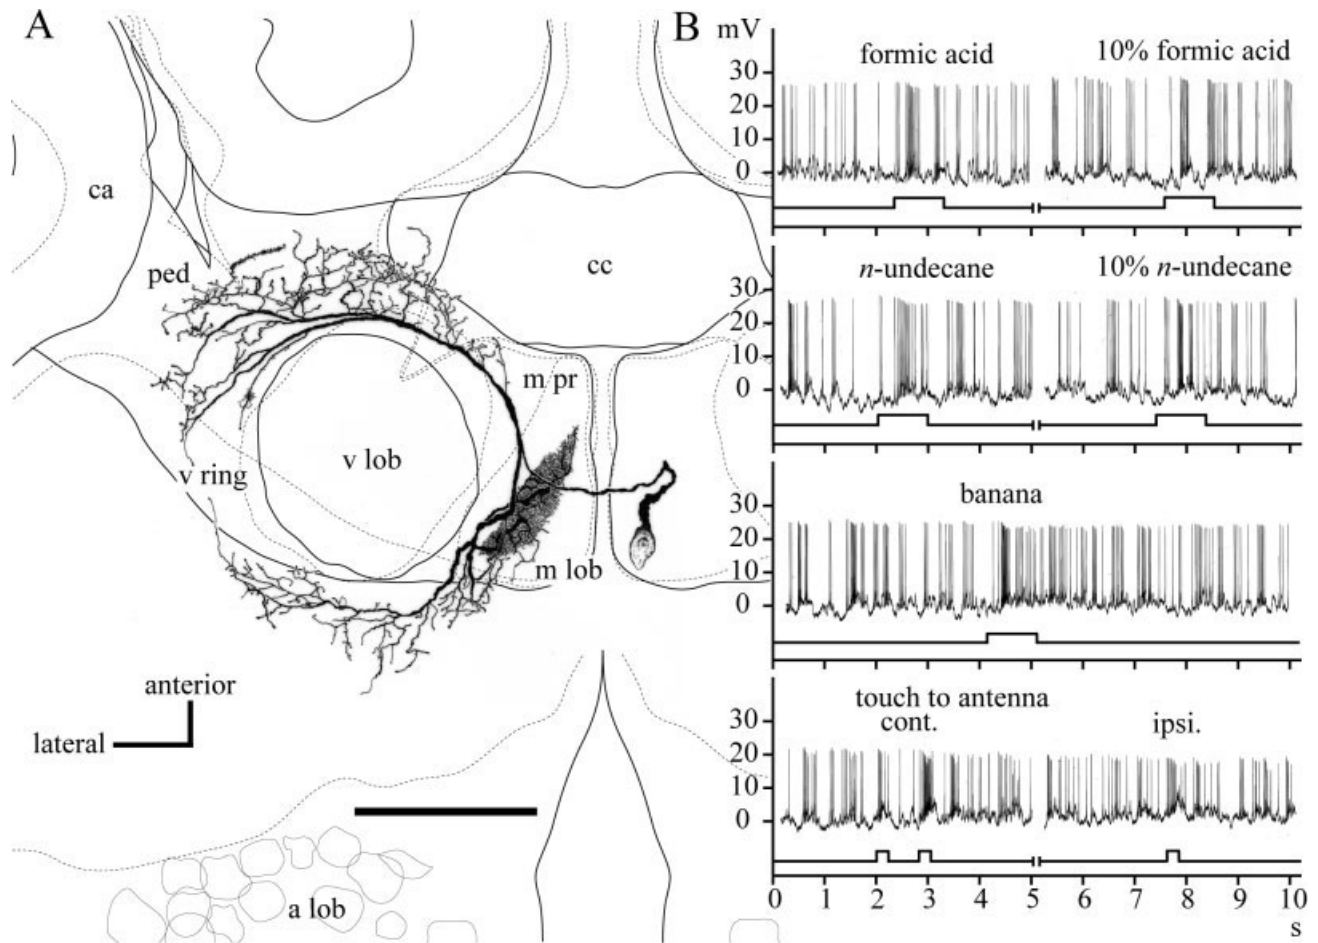 A
ca
ped
cc
m pr
v ring
v lob
m lob
anterior
lateral
a lob
B
mV
formic acid
10% formic acid
30
20
10
0
n-undecane
10% n-undecane
30
20
10
0
banana
30
20
10
0
touch to antenna
cont.
ipsi.
30
20
10
0
0 1 2 3 4 5 6 7 8 9 10
s